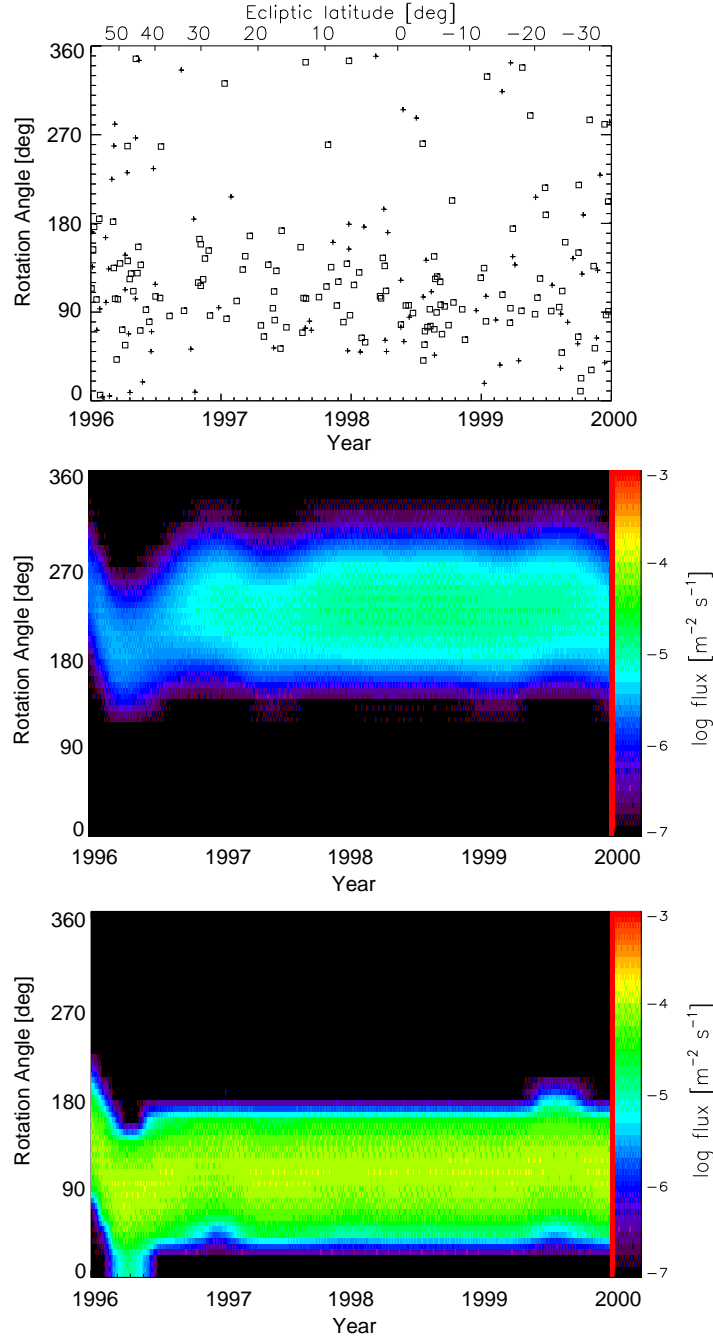 Ecliptic latitude [deg]
50 40 30 20 10 0 −10 −20 −30
360
270
180
90
0
Rotation Angle [deg]
1996 1997 1998 1999 2000
Year
360
270
180
90
0
Rotation Angle [deg]
1996 1997 1998 1999 2000
Year
−3
−4
−5
−6
−7
log flux [m−2 s−1]
360
270
180
90
0
Rotation Angle [deg]
1996 1997 1998 1999 2000
Year
−3
−4
−5
−6
−7
log flux [m−2 s−1]